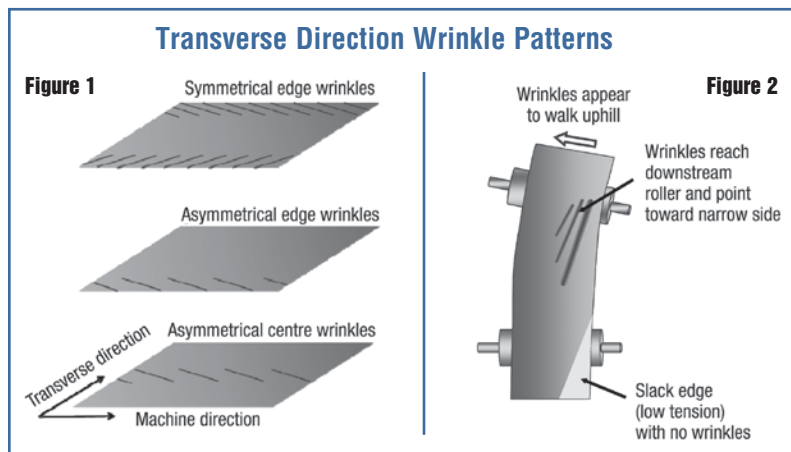 Transverse Direction Wrinkle Patterns
Figure 1
Symmetrical edge wrinkles
Asymmetrical edge wrinkles
Asymmetrical centre wrinkles
Transverse direction
Machine direction
Figure 2
Wrinkles appear
to walk uphill
Wrinkles reach
downstream
roller and point
toward narrow side
Slack edge
(low tension)
with no wrinkles